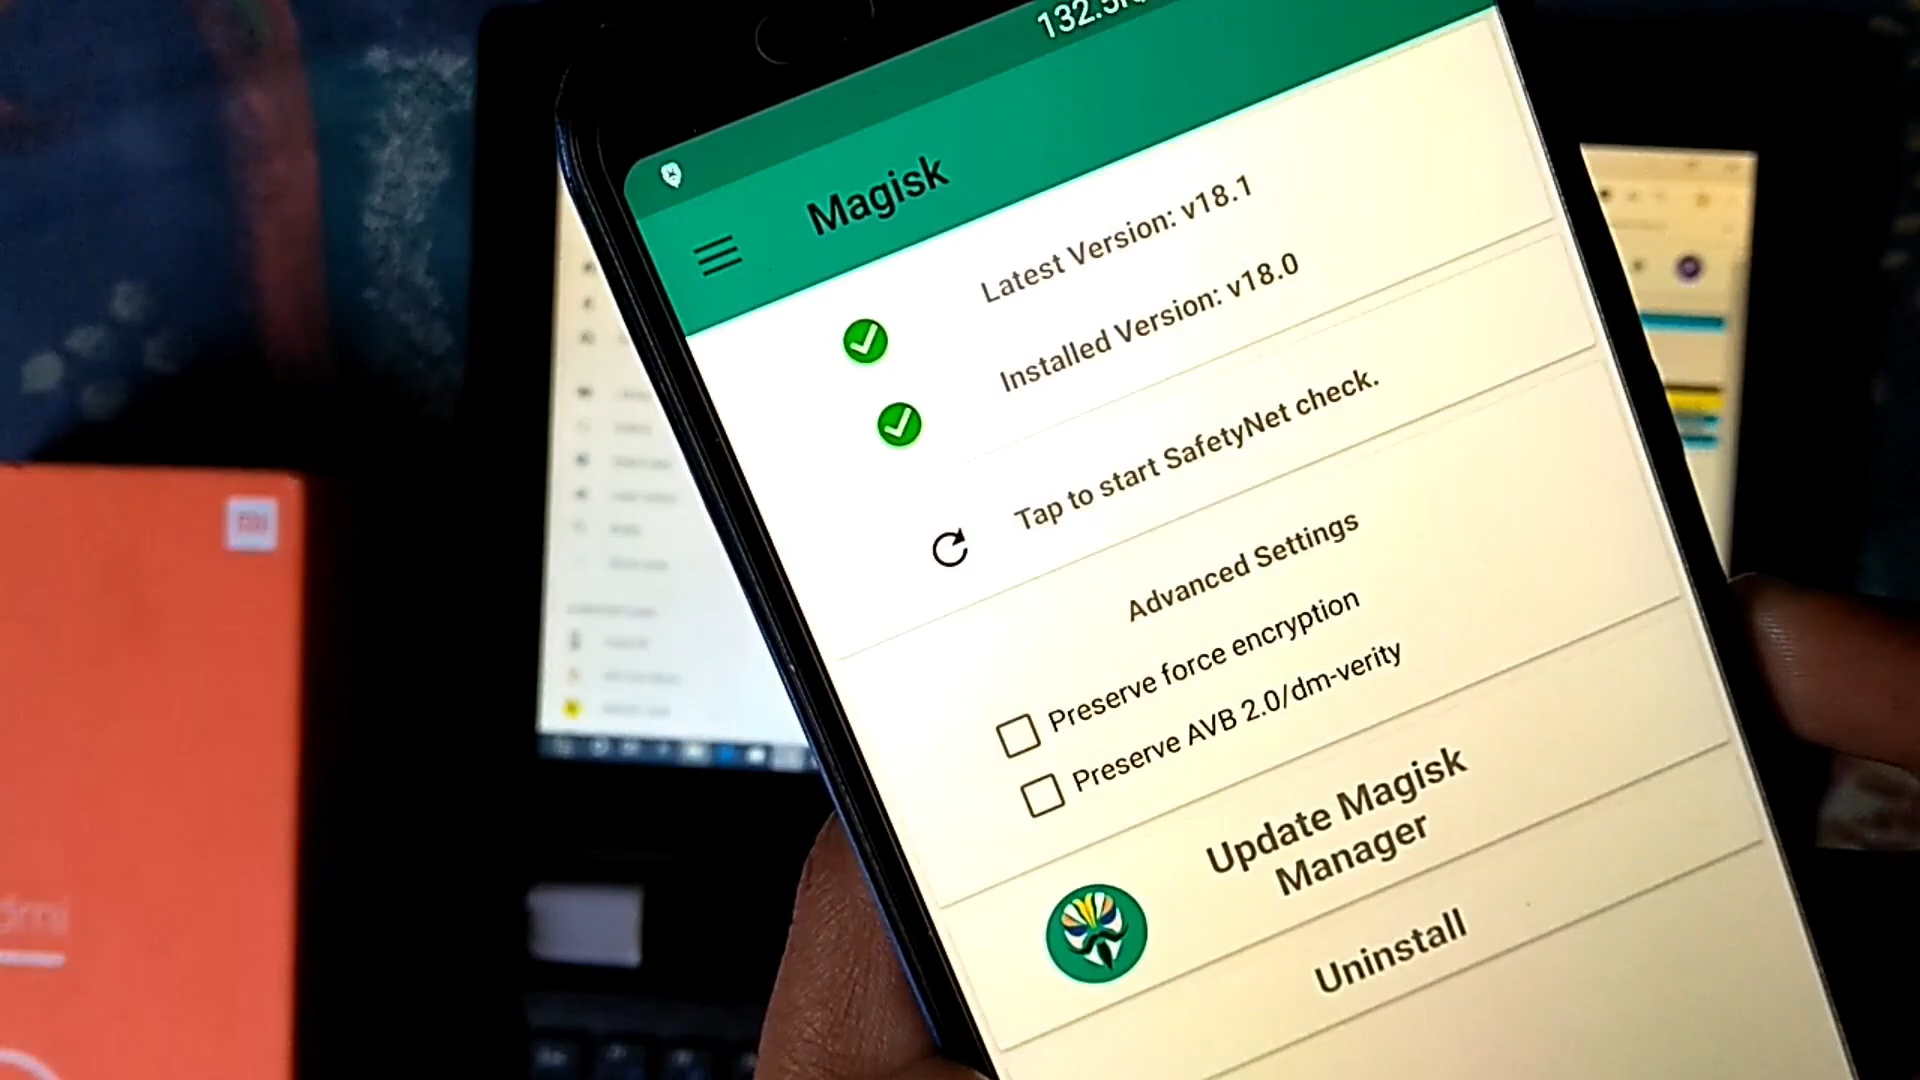 Magisk
Latest Version: v18.1
Installed Version: v18.0
Tap to start SafetyNet check.
Advanced Settings
Preserve force encryption
Preserve AVB 2.0/dm-verity
Update Magisk
Manager
Uninstall